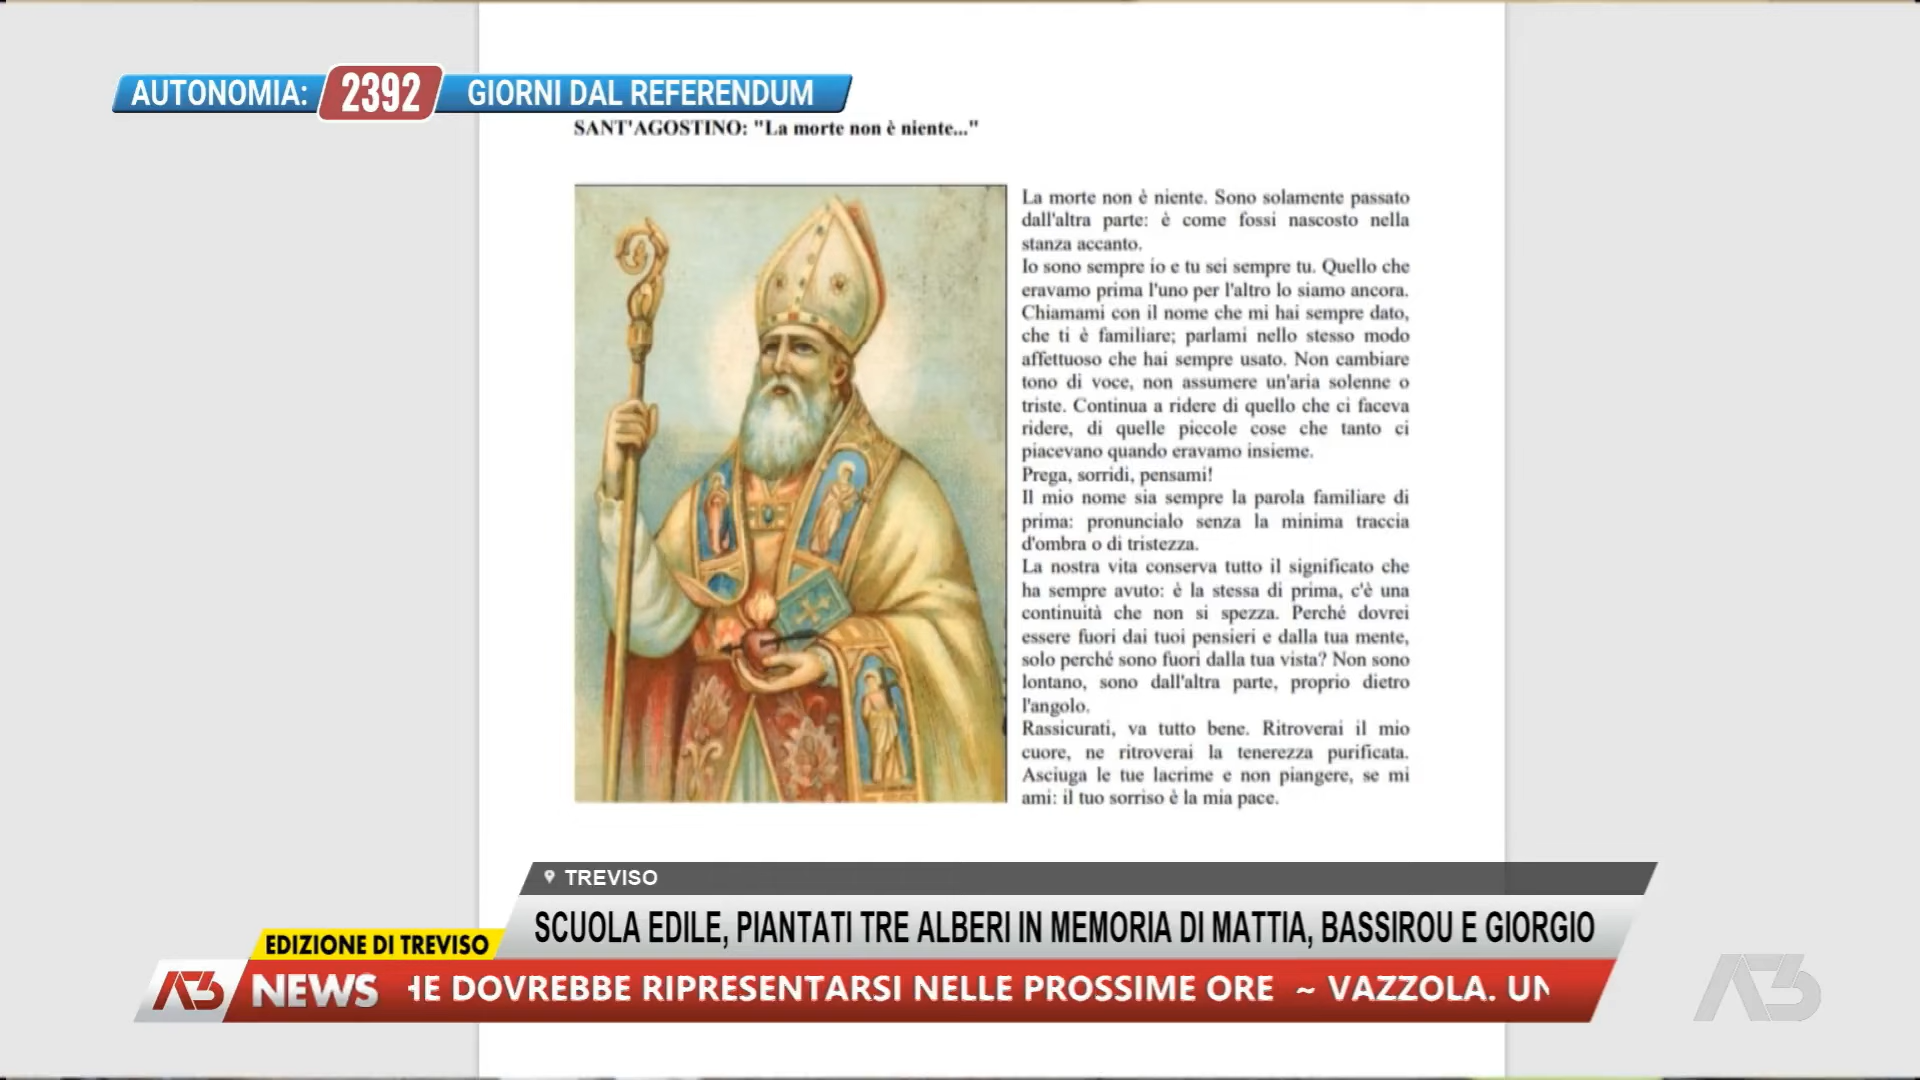 AUTONOMIA: 2392 GIORNI DAL REFERENDUM
SANT'AGOSTINO: "La morte non è niente..."
La morte non è niente. Sono solamente passato
dall'altra parte: è come fossi nascosto nella
stanza accanto.
Io sono sempre io e tu sei sempre tu. Quello che
eravamo prima l'uno per l'altro lo siamo ancora.
Chiamami con il nome che mi hai sempre dato,
che ti è familiare; parlami nello stesso modo
affettuoso che hai sempre usato. Non cambiare
tono di voce, non assumere un'aria solenne o
triste. Continua a ridere di quello che ci faceva
ridere, di quelle piccole cose che tanto ci
piacevano quando eravamo insieme.
Prega, sorridi, pensami!
Il mio nome sia sempre la parola familiare di
prima: pronuncialo senza la minima traccia
d'ombra o di tristezza.
La nostra vita conserva tutto il significato che
ha sempre avuto: è la stessa di prima, c'è una
continuità che non si spezza. Perché dovrei
essere fuori dai tuoi pensieri e dalla tua mente,
solo perché sono fuori dalla tua vista? Non sono
lontano, sono dall'altra parte, proprio dietro
l'angolo.
Rassicurati, va tutto bene. Ritroverai il mio
cuore, ne ritroverai la tenerezza purificata.
Asciuga le tue lacrime e non piangere, se mi
ami: il tuo sorriso è la mia pace.
TREVISO
SCUOLA EDILE, PIANTATI TRE ALBERI IN MEMORIA DI MATTIA, BASSIROU E GIORGIO
EDIZIONE DI TREVISO
A3 NEWS DOVREBBE RIPRESENTARSI NELLE PROSSIME ORE ~ VAZZOLA. UN
A3